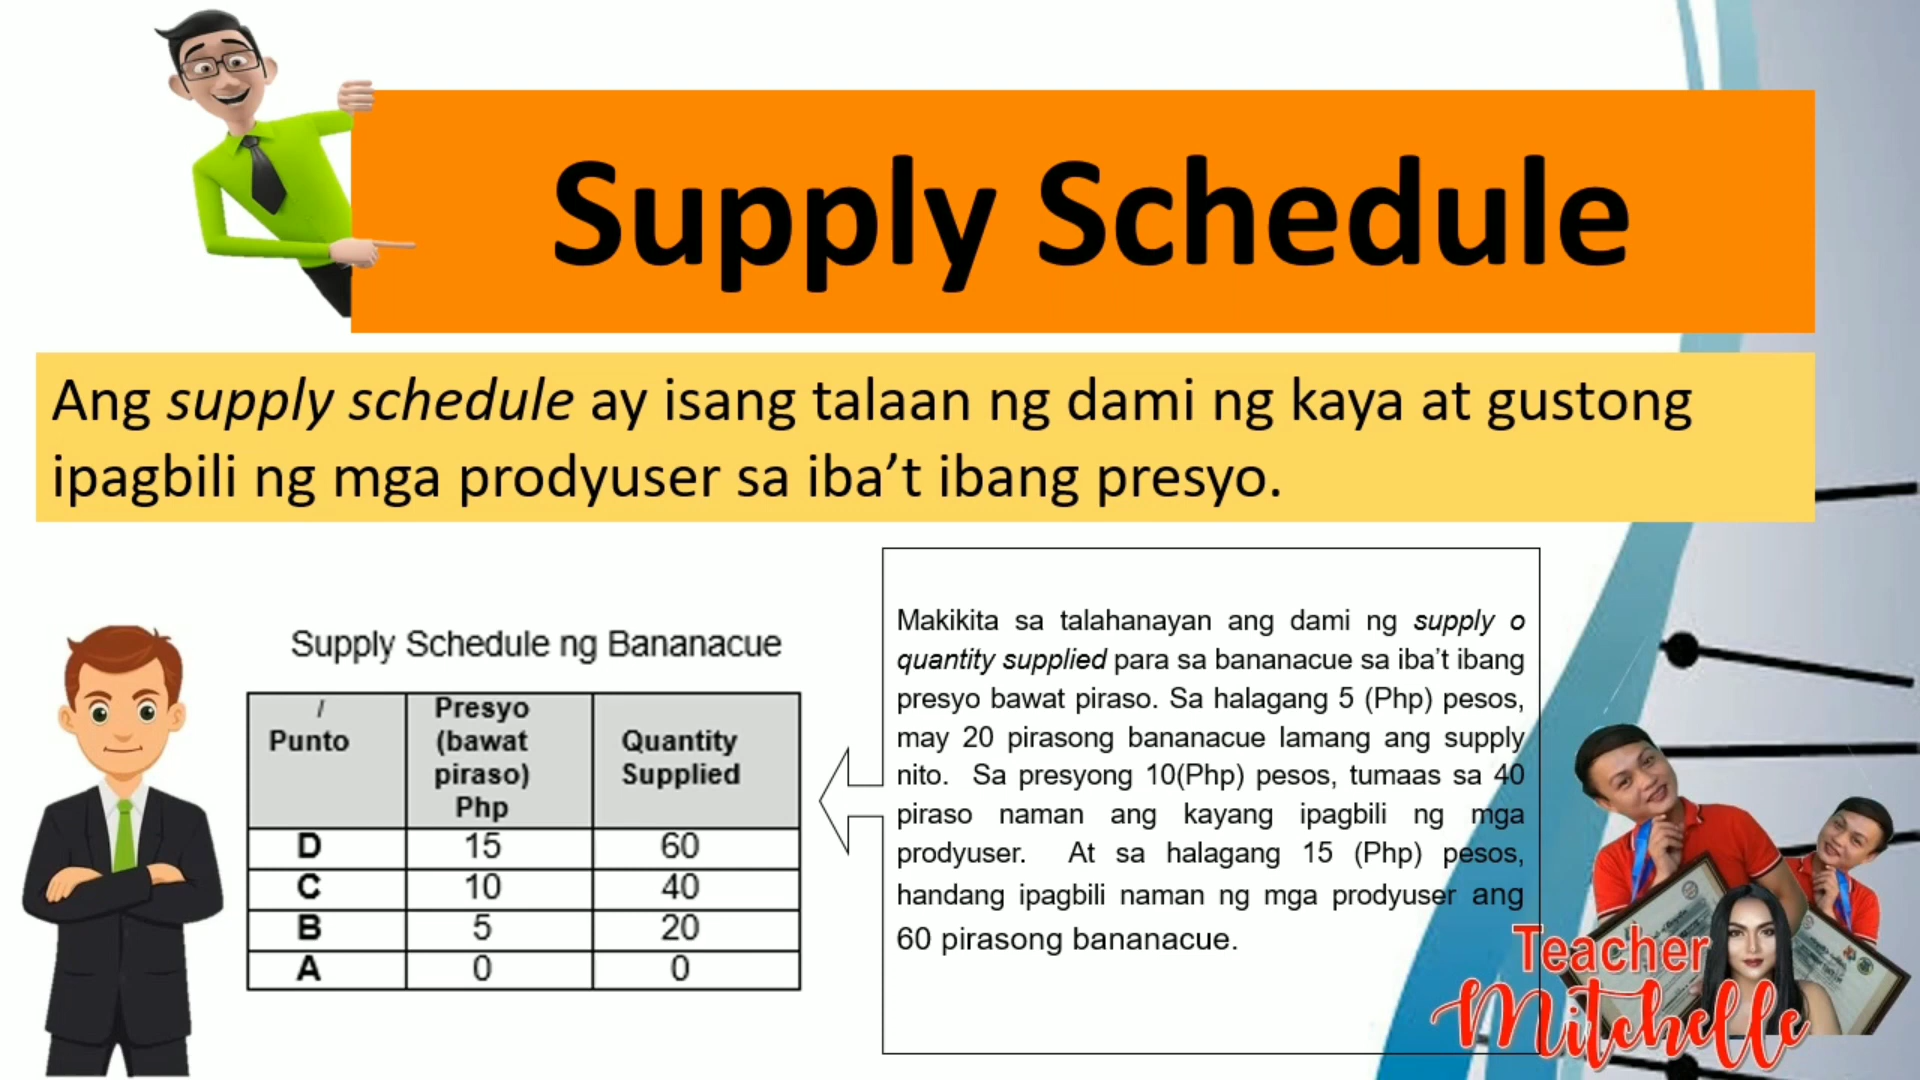 Supply Schedule
Ang supply schedule ay isang talaan ng dami ng kaya at gustong
ipagbili ng mga prodyuser sa iba’t ibang presyo.
Supply Schedule ng Bananacue
/ Punto Presyo (bawat piraso) Php Quantity Supplied
D 15 60
C 10 40
B 5 20
A 0 0
Makikita sa talahanayan ang dami ng supply o
quantity supplied para sa bananacue sa iba’t ibang
presyo bawat piraso. Sa halagang 5 (Php) pesos,
may 20 pirasong bananacue lamang ang supply
nito. Sa presyong 10(Php) pesos, tumaas sa 40
piraso naman ang kayang ipagbili ng mga
prodyuser. At sa halagang 15 (Php) pesos,
handang ipagbili naman ng mga prodyuser ang
60 pirasong bananacue.
Teacher
Mitchelle